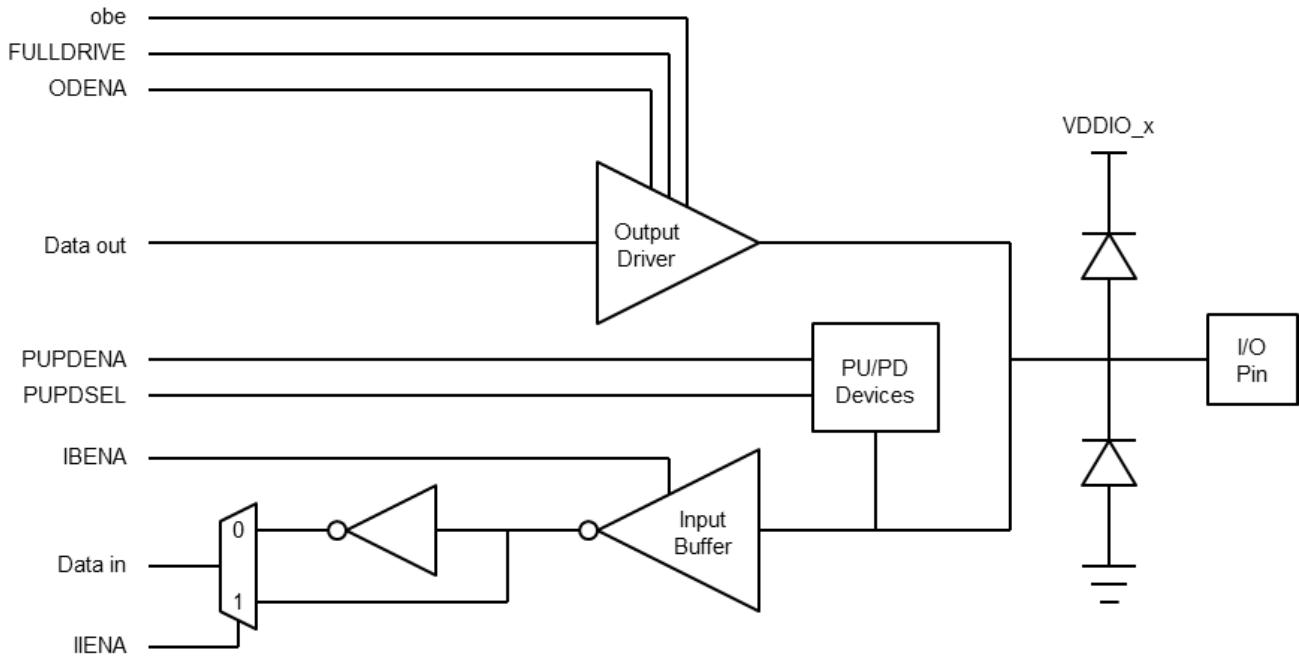 obe
FULLDRIVE
ODENA
VDDIO_x
Output
Driver
Data out
I/O
Pin
PUPDENA
PUPDSEL
PU/PD
Devices
IBENA
Input
Buffer
0
Data in
1
IIENA